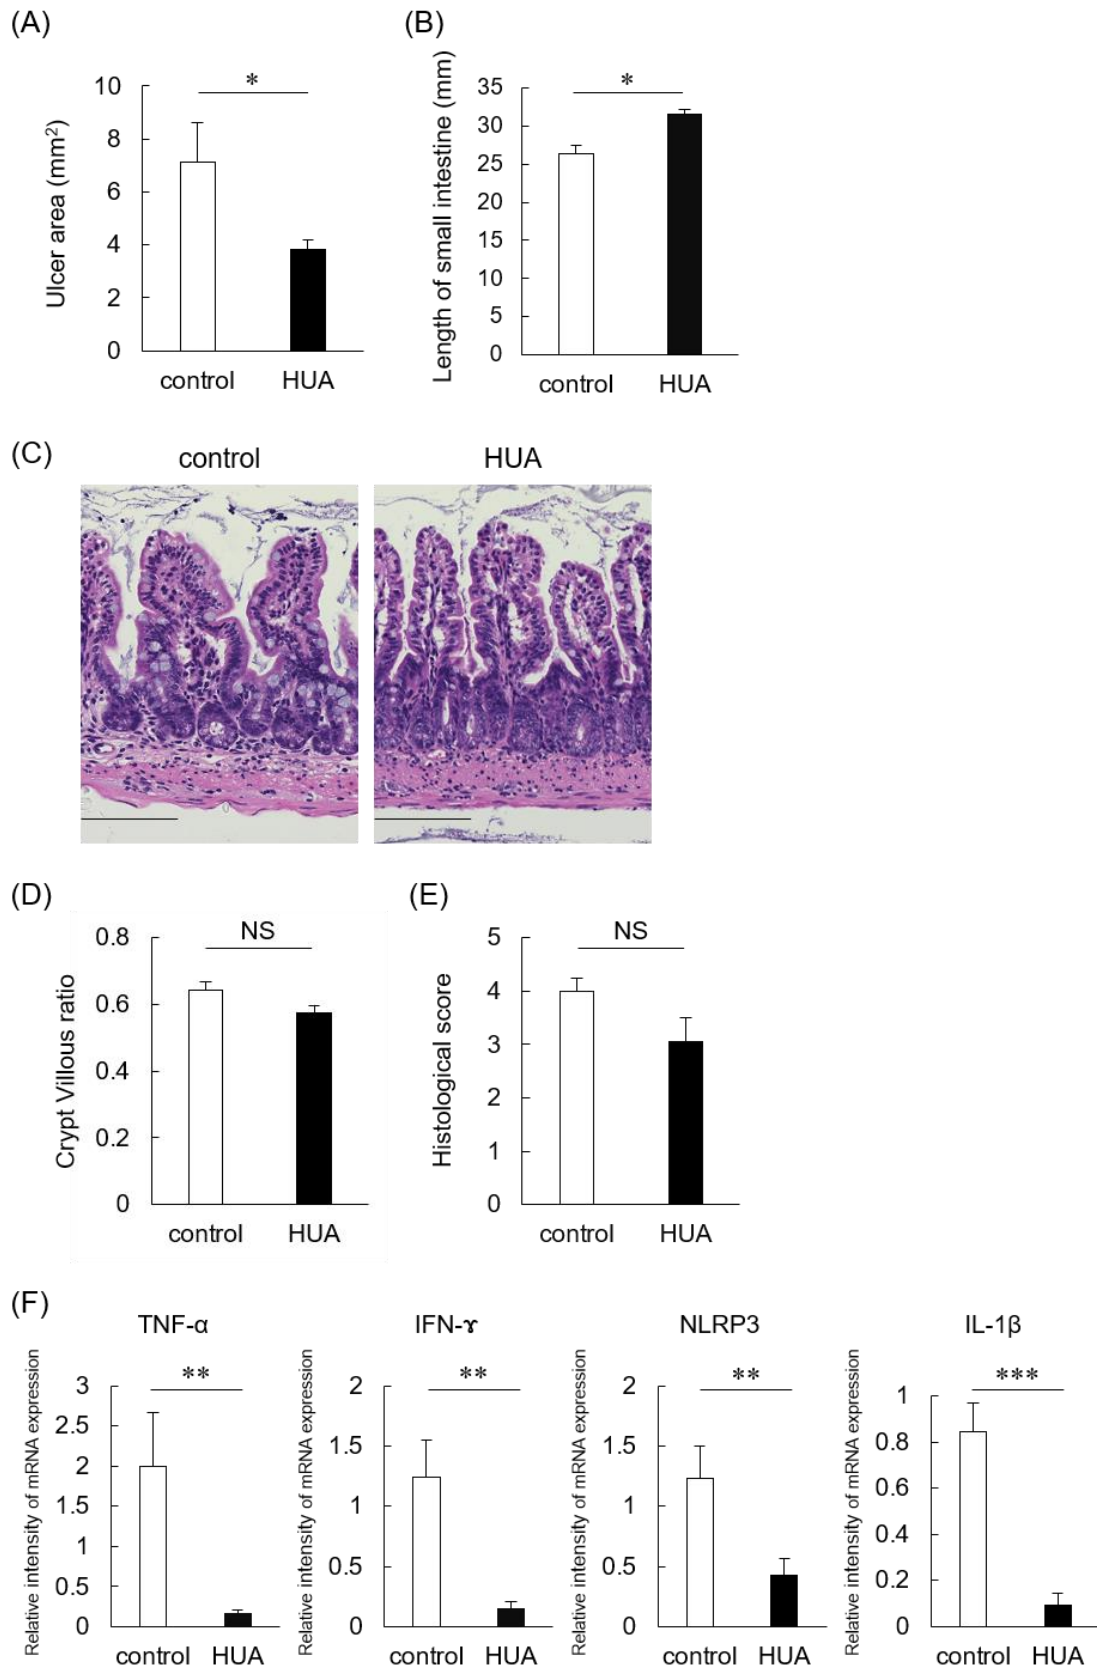 (A)
*
Ulcer area (mm²)
10
8
6
4
2
0
control HUA
(B)
*
Length of small intestine (mm)
35
30
25
20
15
10
5
0
control HUA
(C)
control HUA
(D)
NS
Crypt Villous ratio
0.8
0.6
0.4
0.2
0
control HUA
(E)
NS
Histological score
5
4
3
2
1
0
control HUA
(F)
TNF-α
**
Relative intensity of mRNA expression
3
2.5
2
1.5
1
0.5
0
control HUA
IFN-ɤ
**
Relative intensity of mRNA expression
2
1.5
1
0.5
0
control HUA
NLRP3
**
Relative intensity of mRNA expression
2
1.5
1
0.5
0
control HUA
IL-1β
***
Relative intensity of mRNA expression
1
0.8
0.6
0.4
0.2
0
control HUA